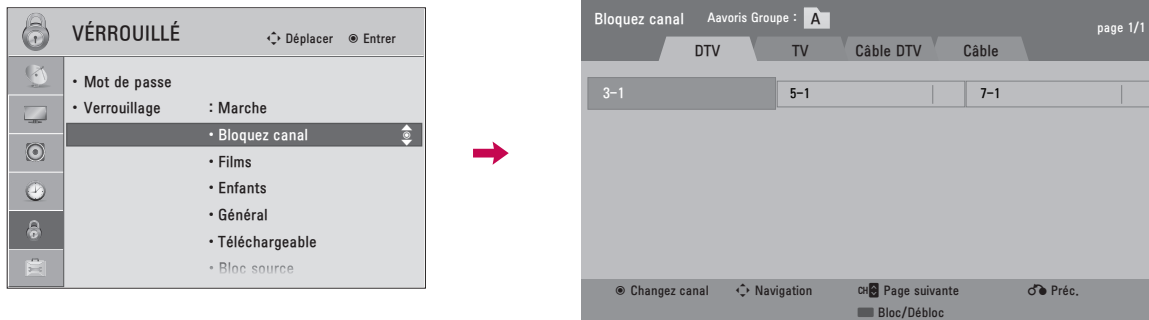 VÉRROUILLÉ
Déplacer Entrer
• Mot de passe
• Verrouillage : Marche
• Bloquez canal
• Films
• Enfants
• Général
• Téléchargeable
• Bloc source
Bloquez canal Aavoris Groupe : A
page 1/1
DTV TV Câble DTV Câble
3-1 5-1 7-1
Changez canal Navigation CH Page suivante Préc.
Bloc/Débloc